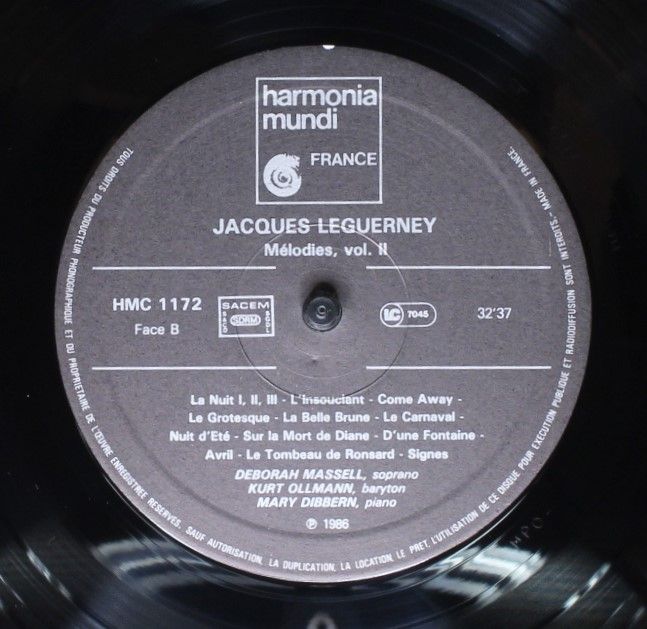 harmonia
mundi
FRANCE
JACQUES LEGUERNEY
Mélodies, vol. II
HMC 1172
Face B
SACEM
SACD
SDRM
SGDL
LC 7045
32'37
La Nuit I, II, III - L'Insouciant - Come Away -
Le Grotesque - La Belle Brune - Le Carnaval -
Nuit d'Eté - Sur la Mort de Diane - D'une Fontaine -
Avril - Le Tombeau de Ronsard - Signes
DEBORAH MASSELL, soprano
KURT OLLMANN, baryton
MARY DIBBERN, piano
℗ 1986
TOUS DROITS DU PRODUCTEUR PHONOGRAPHIQUE ET DU PROPRIETAIRE DE L'ŒUVRE ENREGISTREE RESERVES. SAUF AUTORISATION, LA DUPLICATION, LA LOCATION, LE PRET, L'UTILISATION DE CE DISQUE POUR EXECUTION PUBLIQUE ET RADIODIFFUSION SONT INTERDITS. - MADE IN FRANCE.